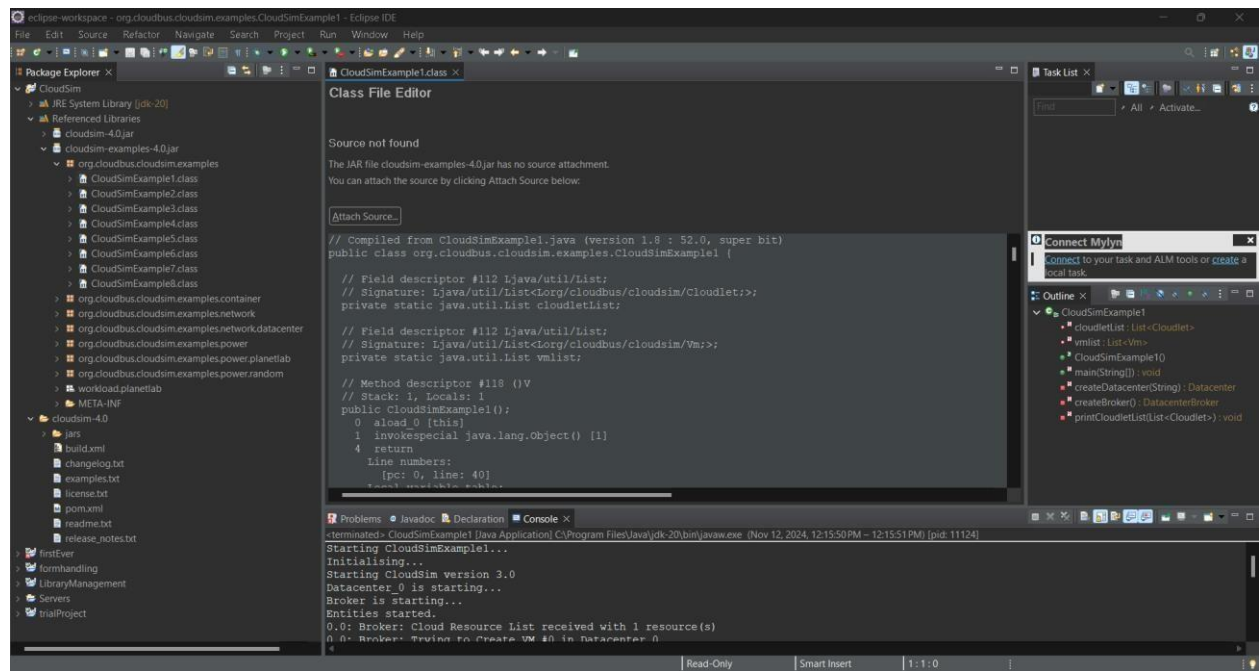 eclipse-workspace - org.cloudbus.cloudsim.examples.CloudSimExample1 - Eclipse IDE
File Edit Source Refactor Navigate Search Project Run Window Help
Package Explorer
CloudSim
JRE System Library [jdk-20]
Referenced Libraries
cloudsim-4.0.jar
cloudsim-examples-4.0.jar
org.cloudbus.cloudsim.examples
CloudSimExample1.class
CloudSimExample2.class
CloudSimExample3.class
CloudSimExample4.class
CloudSimExample5.class
CloudSimExample6.class
CloudSimExample7.class
CloudSimExample8.class
org.cloudbus.cloudsim.examples.container
org.cloudbus.cloudsim.examples.network
org.cloudbus.cloudsim.examples.network.datacenter
org.cloudbus.cloudsim.examples.power
org.cloudbus.cloudsim.examples.power.planetlab
org.cloudbus.cloudsim.examples.power.random
workload.planetlab
META-INF
cloudsim-4.0
jars
build.xml
changelog.txt
examples.txt
license.txt
pom.xml
readme.txt
release_notes.txt
firstEver
formhandling
LibraryManagement
Servers
trialProject
CloudSimExample1.class
Class File Editor
Source not found
The JAR file cloudsim-examples-4.0.jar has no source attachment.
You can attach the source by clicking Attach Source below:
Attach Source...
// Compiled from CloudSimExample1.java (version 1.8 : 52.0, super bit)
public class org.cloudbus.cloudsim.examples.CloudSimExample1 {
// Field descriptor #112 Ljava/util/List;
// Signature: Ljava/util/List<Lorg/cloudbus/cloudsim/Cloudlet;>;
private static java.util.List cloudletList;
// Field descriptor #112 Ljava/util/List;
// Signature: Ljava/util/List<Lorg/cloudbus/cloudsim/Vm;>;
private static java.util.List vmlist;
// Method descriptor #118 ()V
// Stack: 1, Locals: 1
public CloudSimExample1();
0 aload_0 [this]
1 invokespecial java.lang.Object() [1]
4 return
Line numbers:
[pc: 0, line: 40]
Local variable table:
Problems Javadoc Declaration Console
<terminated> CloudSimExample1 [Java Application] C:\Program Files\Java\jdk-20\bin\javaw.exe (Nov 12, 2024, 12:15:50 PM – 12:15:51 PM) [pid: 11124]
Starting CloudSimExample1...
Initialising...
Starting CloudSim version 3.0
Datacenter_0 is starting...
Broker is starting...
Entities started.
0.0: Broker: Cloud Resource List received with 1 resource(s)
0.0: Broker: Trying to Create VM #0 in Datacenter_0
Task List
Find All Activate...
Connect Mylyn
Connect to your task and ALM tools or create a
local task.
Outline
CloudSimExample1
cloudletList : List<Cloudlet>
vmlist : List<Vm>
CloudSimExample1()
main(String[]) : void
createDatacenter(String) : Datacenter
createBroker() : DatacenterBroker
printCloudletList(List<Cloudlet>) : void
Read-Only Smart Insert 1 : 1 : 0